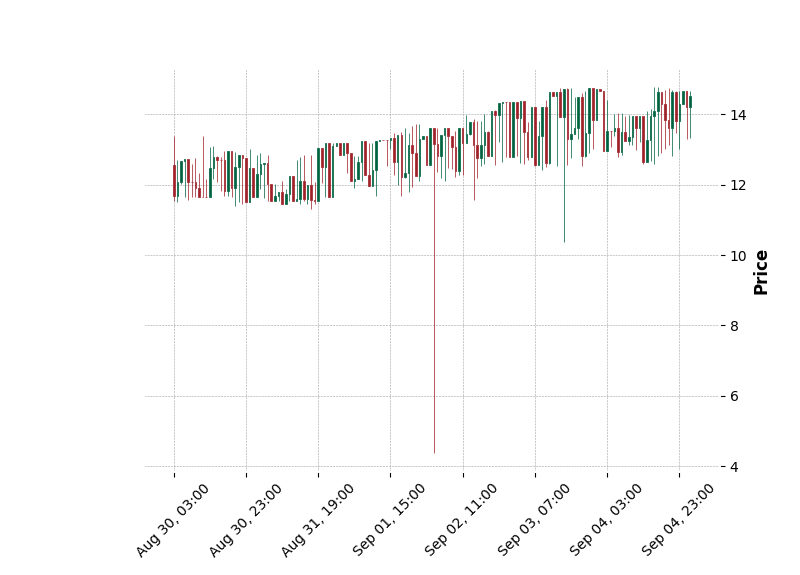 14
12
10
8
6
4
Price
Aug 30, 03:00
Aug 30, 23:00
Aug 31, 19:00
Sep 01, 15:00
Sep 02, 11:00
Sep 03, 07:00
Sep 04, 03:00
Sep 04, 23:00